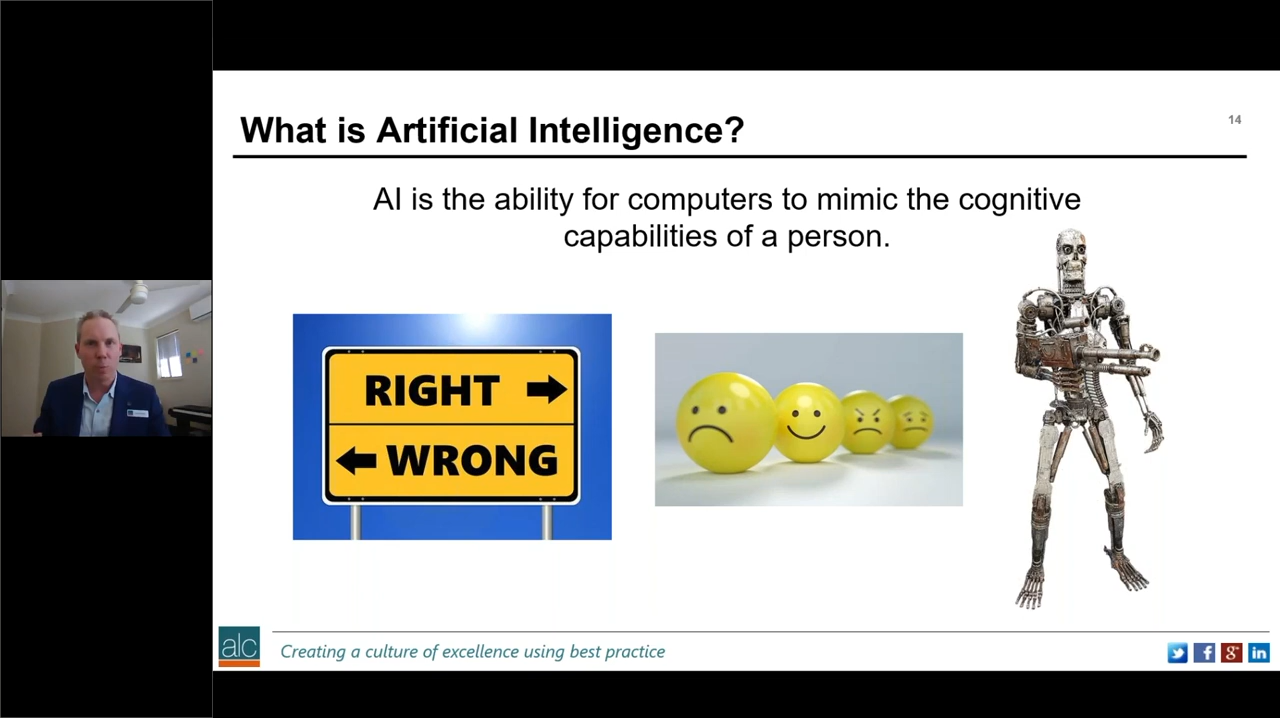 What is Artificial Intelligence?
14
AI is the ability for computers to mimic the cognitive
capabilities of a person.
RIGHT
WRONG
alc
Creating a culture of excellence using best practice